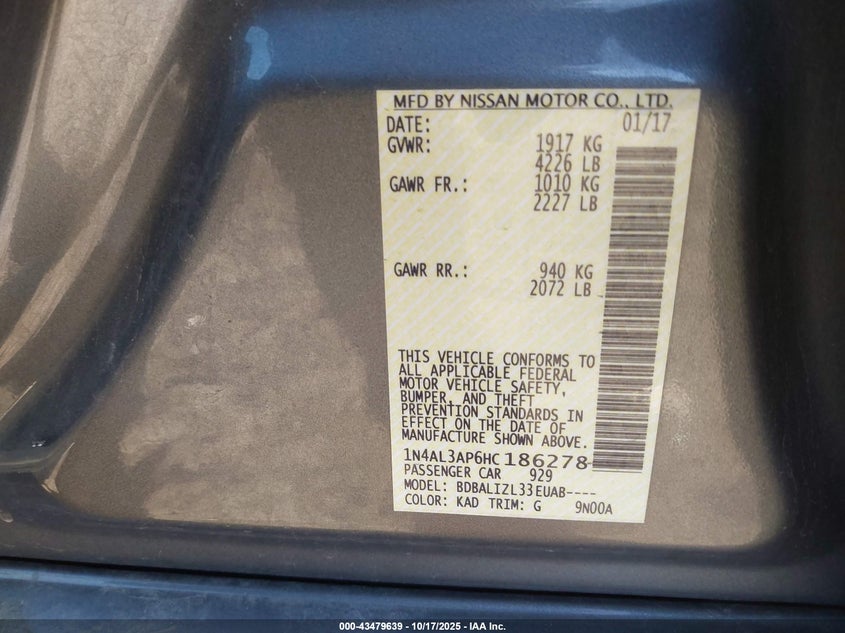 MFD BY NISSAN MOTOR CO., LTD.
DATE: 01/17
GVWR: 1917 KG
4226 LB
GAWR FR.: 1010 KG
2227 LB
GAWR RR.: 940 KG
2072 LB
THIS VEHICLE CONFORMS TO
ALL APPLICABLE FEDERAL
MOTOR VEHICLE SAFETY,
BUMPER, AND THEFT
PREVENTION STANDARDS IN
EFFECT ON THE DATE OF
MANUFACTURE SHOWN ABOVE.
1N4AL3AP6HC186278
PASSENGER CAR 929
MODEL: BDBALIZL33EUAB----
COLOR: KAD TRIM: G 9N00A
000-43479639 - 10/17/2025 - IAA Inc.